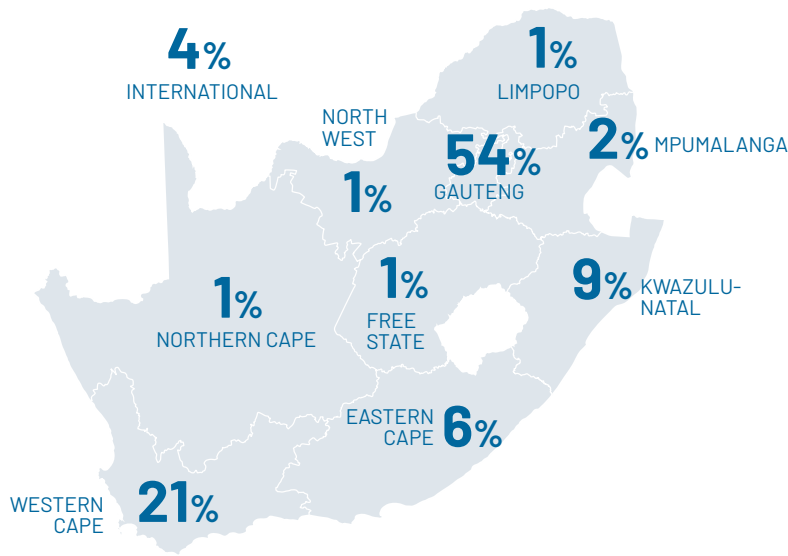 4%
INTERNATIONAL
1%
LIMPOPO
NORTH
WEST
1%
54%
GAUTENG
2% MPUMALANGA
1%
NORTHERN CAPE
1%
FREE
STATE
9% KWAZULU-
NATAL
EASTERN
CAPE 6%
WESTERN
CAPE 21%